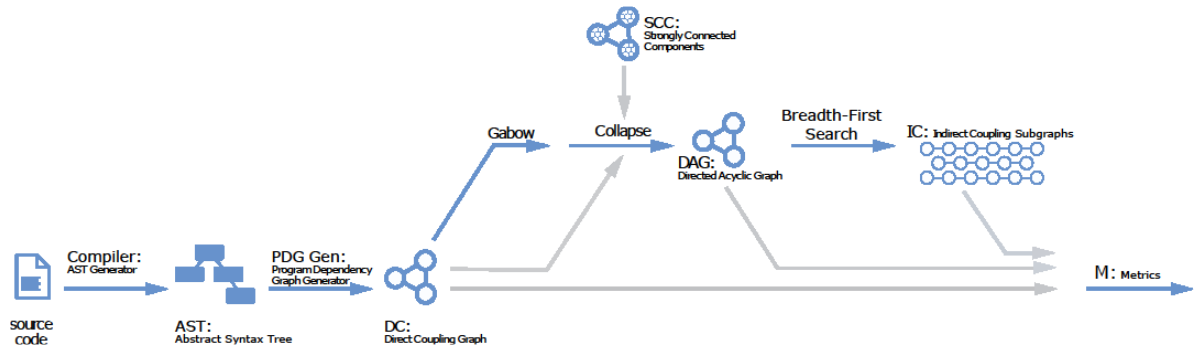 SCC:
Strongly Connected
Components
Gabow
Collapse
Breadth-First
Search
IC: Indirect Coupling Subgraphs
DAG:
Directed Acyclic Graph
Compiler:
AST Generator
PDG Gen:
Program Dependency
Graph Generator
M: Metrics
source
code
AST:
Abstract Syntax Tree
DC:
Direct Coupling Graph